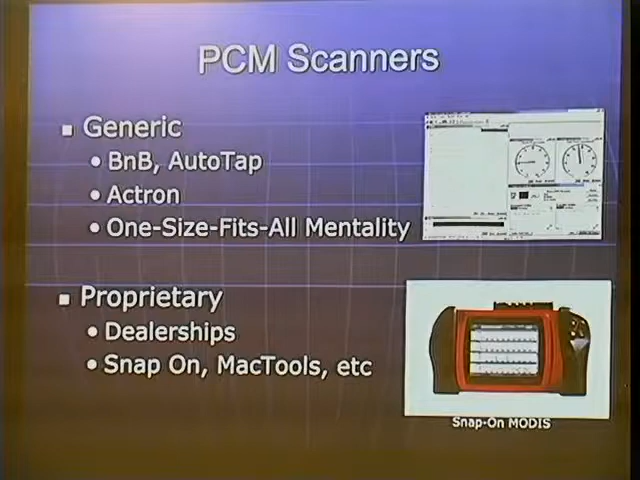 PCM Scanners
Generic
BnB, AutoTap
Actron
One-Size-Fits-All Mentality
Proprietary
Dealerships
Snap On, MacTools, etc
Snap-On MODIS